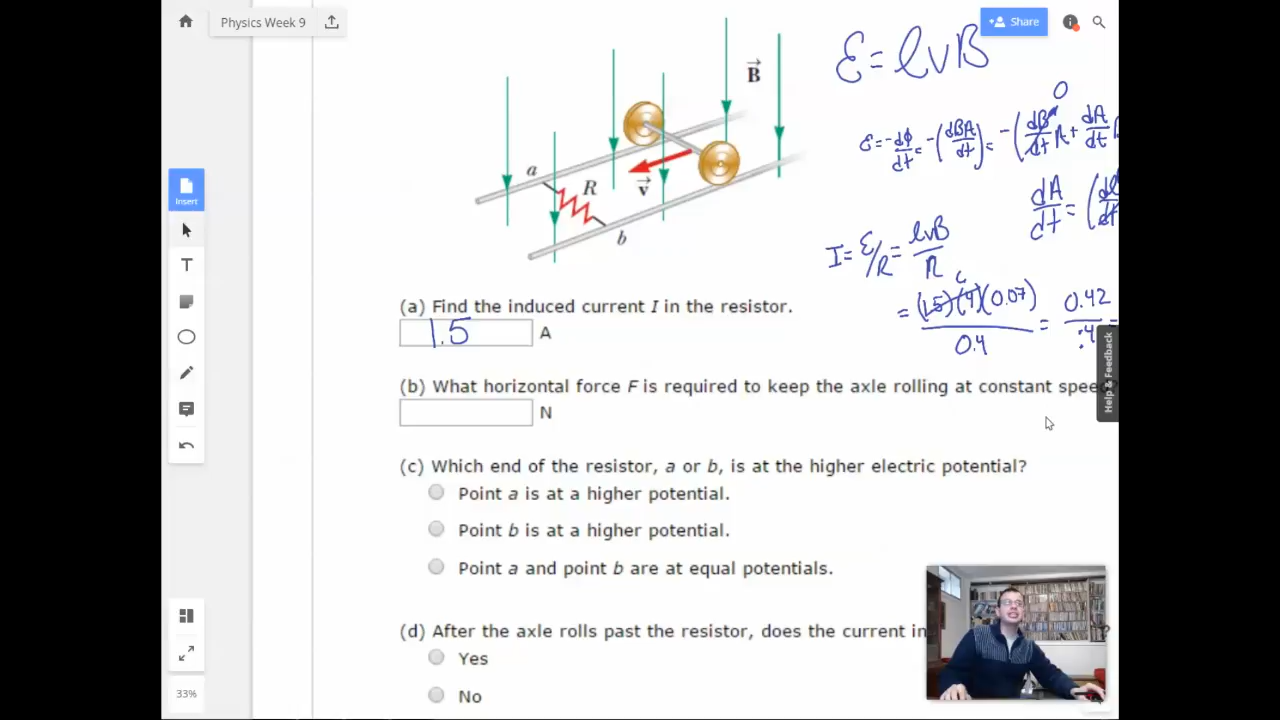 Physics Week 9
Share
B
ε = lvB
0
ε = -dΦ/dt = -(dBA/dt) = -(dB/dt A + dA/dt
dA/dt = (
a
R
v
b
I = ε/R = lvB/R
6
= (1.5)(4)(0.07)/0.4 = 0.42/.4 =
Insert
T
(a) Find the induced current I in the resistor.
1.5 A
(b) What horizontal force F is required to keep the axle rolling at constant speed
N
Help & Feedback
(c) Which end of the resistor, a or b, is at the higher electric potential?
Point a is at a higher potential.
Point b is at a higher potential.
Point a and point b are at equal potentials.
(d) After the axle rolls past the resistor, does the current in ?
Yes
No
33%